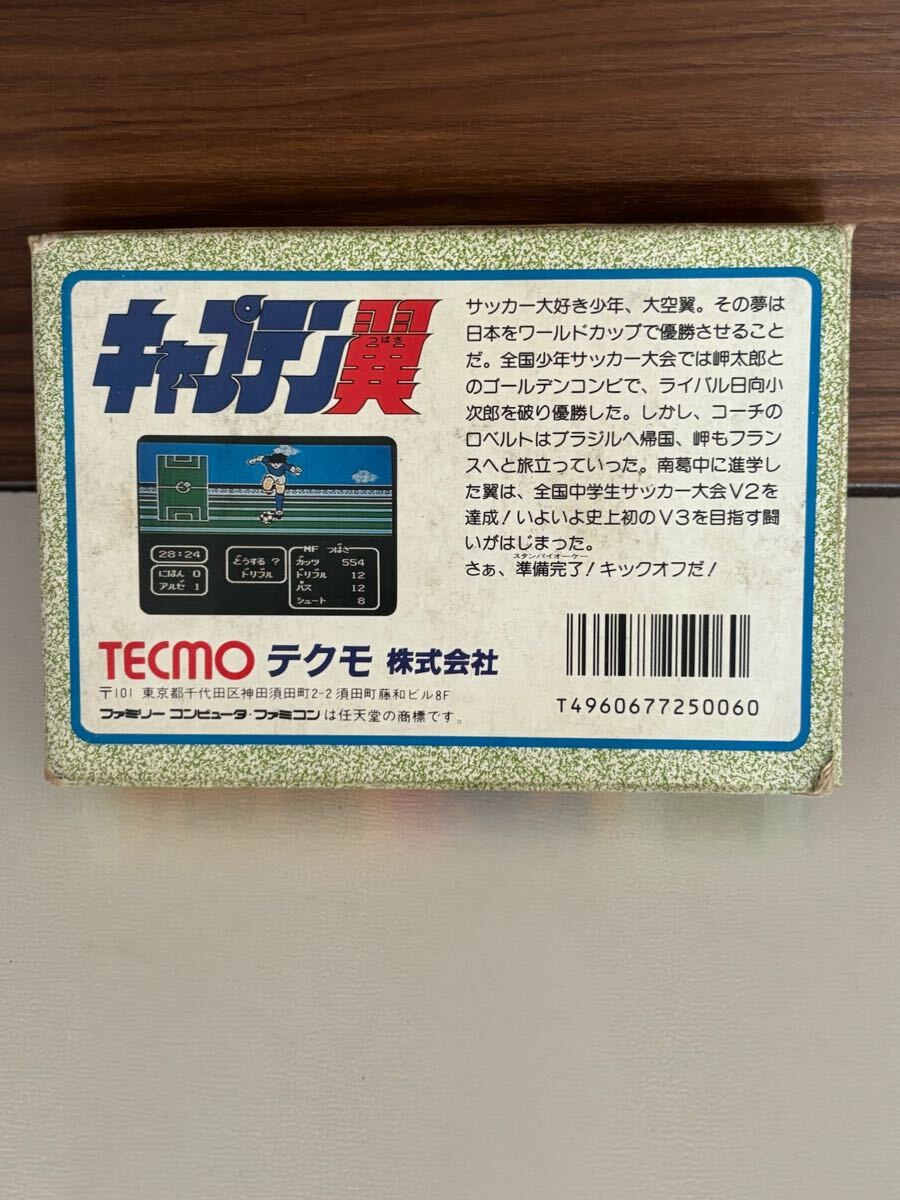 キャプテン翼
つばさ
28:24
にほん 0
アルゼ 1
どうする ?
ドリブル
MF つばさ
ガッツ 554
ドリブル 12
パス 12
シュート 8
サッカー大好き少年、大空翼。その夢は
日本をワールドカップで優勝させること
だ。全国少年サッカー大会では岬太郎と
のゴールデンコンビで、ライバル日向小
次郎を破り優勝した。しかし、コーチの
ロベルトはブラジルへ帰国、岬もフラン
スへと旅立っていった。南葛中に進学し
た翼は、全国中学生サッカー大会V2を
達成!いよいよ史上初のV3を目指す闘
いがはじまった。
スタンバイオーケー
さぁ、準備完了!キックオフだ!
TECMO テクモ 株式会社
〒101 東京都千代田区神田須田町2-2 須田町藤和ビル8F
ファミリー コンピュータ・ファミコン は任天堂の商標です。
T4960677250060